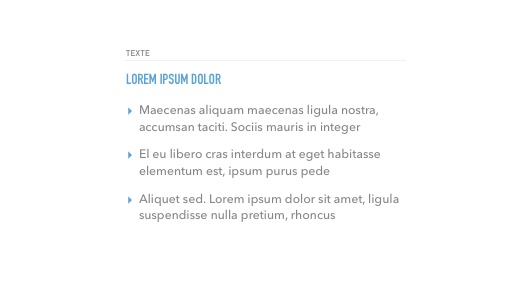 TEXTE
LOREM IPSUM DOLOR
Maecenas aliquam maecenas ligula nostra,
accumsan taciti. Sociis mauris in integer
El eu libero cras interdum at eget habitasse
elementum est, ipsum purus pede
Aliquet sed. Lorem ipsum dolor sit amet, ligula
suspendisse nulla pretium, rhoncus